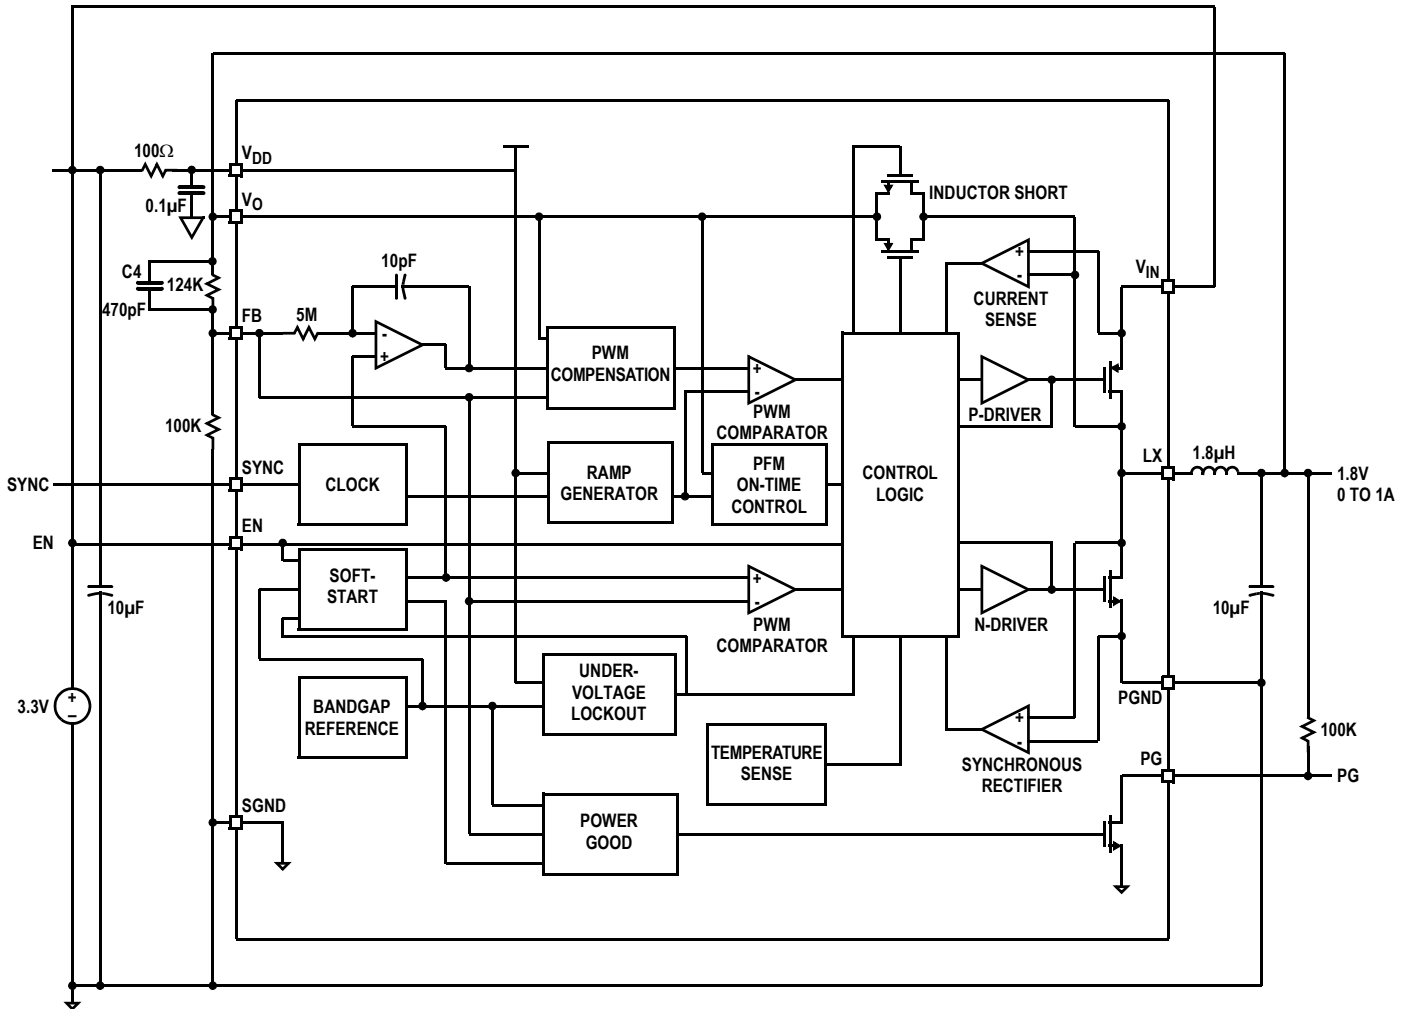 100Ω
V_DD
0.1µF
V_O
INDUCTOR SHORT
C4
124K
470pF
10pF
FB
5M
PWM
COMPENSATION
PWM
COMPARATOR
CURRENT
SENSE
V_IN
P-DRIVER
100K
SYNC
SYNC
CLOCK
RAMP
GENERATOR
PFM
ON-TIME
CONTROL
CONTROL
LOGIC
LX
1.8µH
1.8V
0 TO 1A
EN
EN
SOFT-
START
PWM
COMPARATOR
N-DRIVER
10µF
10µF
UNDER-
VOLTAGE
LOCKOUT
PGND
3.3V
+
–
BANDGAP
REFERENCE
TEMPERATURE
SENSE
SYNCHRONOUS
RECTIFIER
100K
PG
PG
SGND
POWER
GOOD